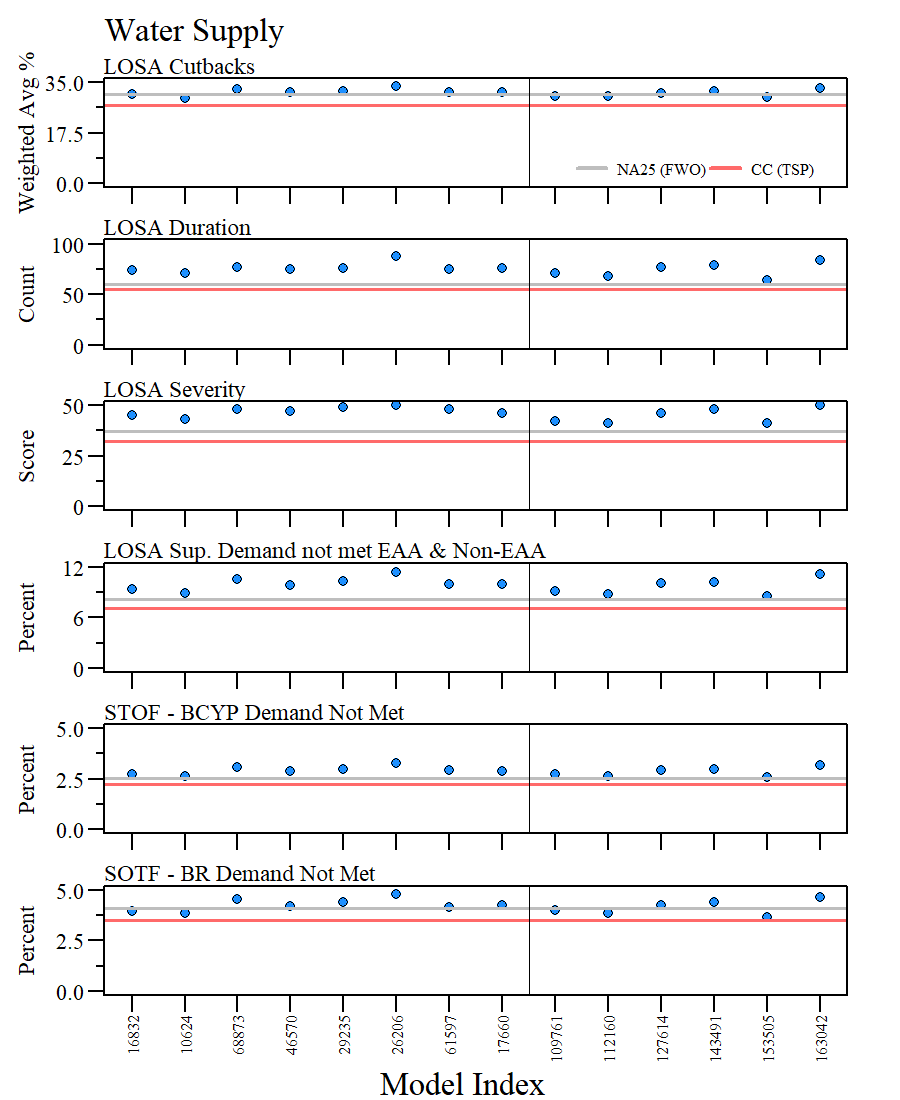 Water Supply
LOSA Cutbacks
Weighted Avg %
35.0
17.5
0.0
NA25 (FWO) CC (TSP)
LOSA Duration
Count
100
50
0
LOSA Severity
Score
50
25
0
LOSA Sup. Demand not met EAA & Non-EAA
Percent
12
6
0
STOF - BCYP Demand Not Met
Percent
5.0
2.5
0.0
SOTF - BR Demand Not Met
Percent
5.0
2.5
0.0
16832 10624 68873 46570 29235 26206 61597 17660 109761 112160 127614 143491 153505 163042
Model Index